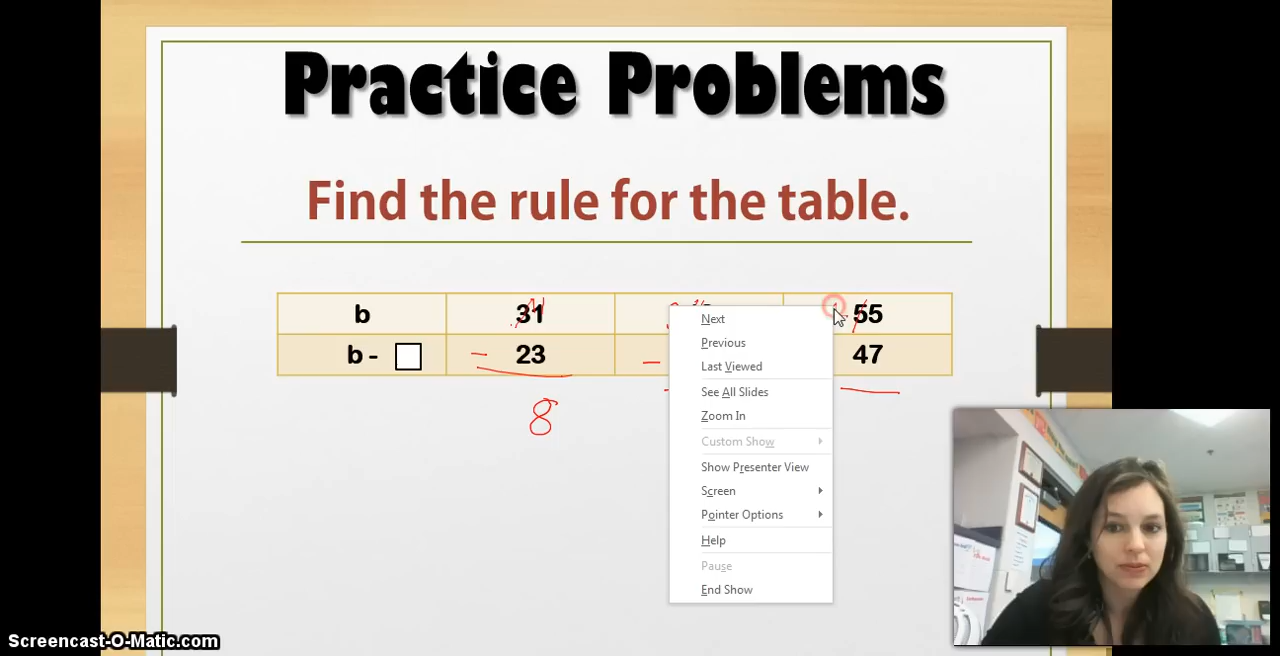 Practice Problems
Find the rule for the table.
b 31 55
b - 23 47
8
Next
Previous
Last Viewed
See All Slides
Zoom In
Custom Show
Show Presenter View
Screen
Pointer Options
Help
Pause
End Show
Screencast-O-Matic.com